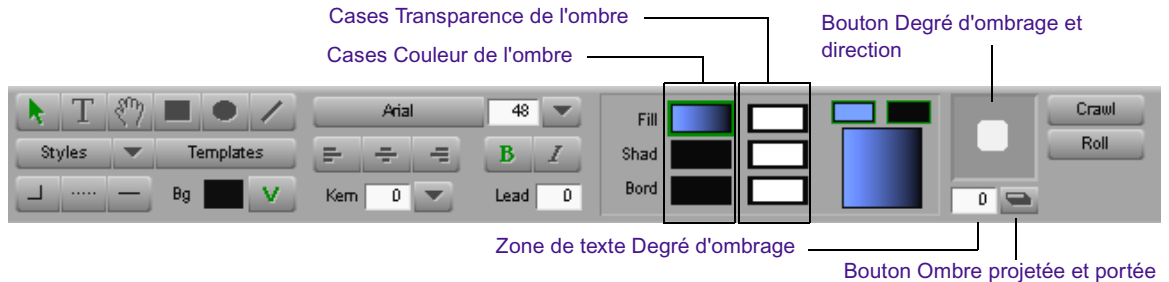 Cases Transparence de l'ombre
Cases Couleur de l'ombre
Bouton Degré d'ombrage et
direction
T
Arial
48
Fill
Crawl
Styles
Templates
B
I
Shad
Roll
Bg
V
Kern
0
Lead
0
Bord
0
Zone de texte Degré d'ombrage
Bouton Ombre projetée et portée